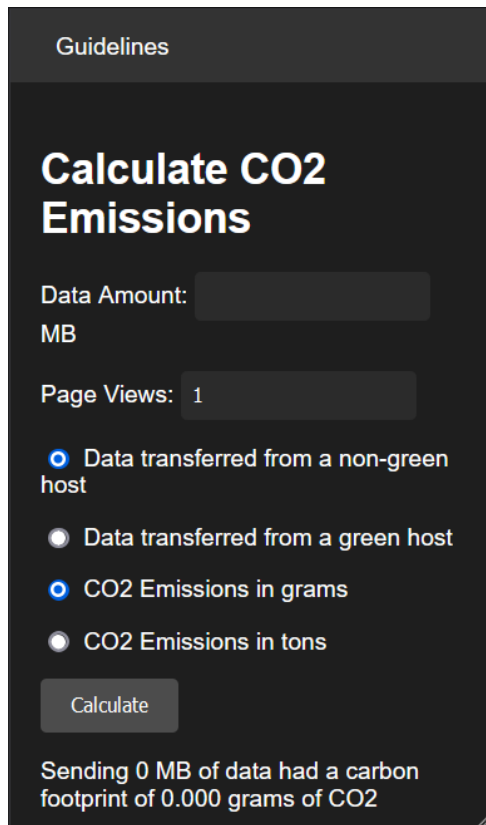 Guidelines
Calculate CO2
Emissions
Data Amount:
MB
Page Views: 1
Data transferred from a non-green
host
Data transferred from a green host
CO2 Emissions in grams
CO2 Emissions in tons
Calculate
Sending 0 MB of data had a carbon
footprint of 0.000 grams of CO2